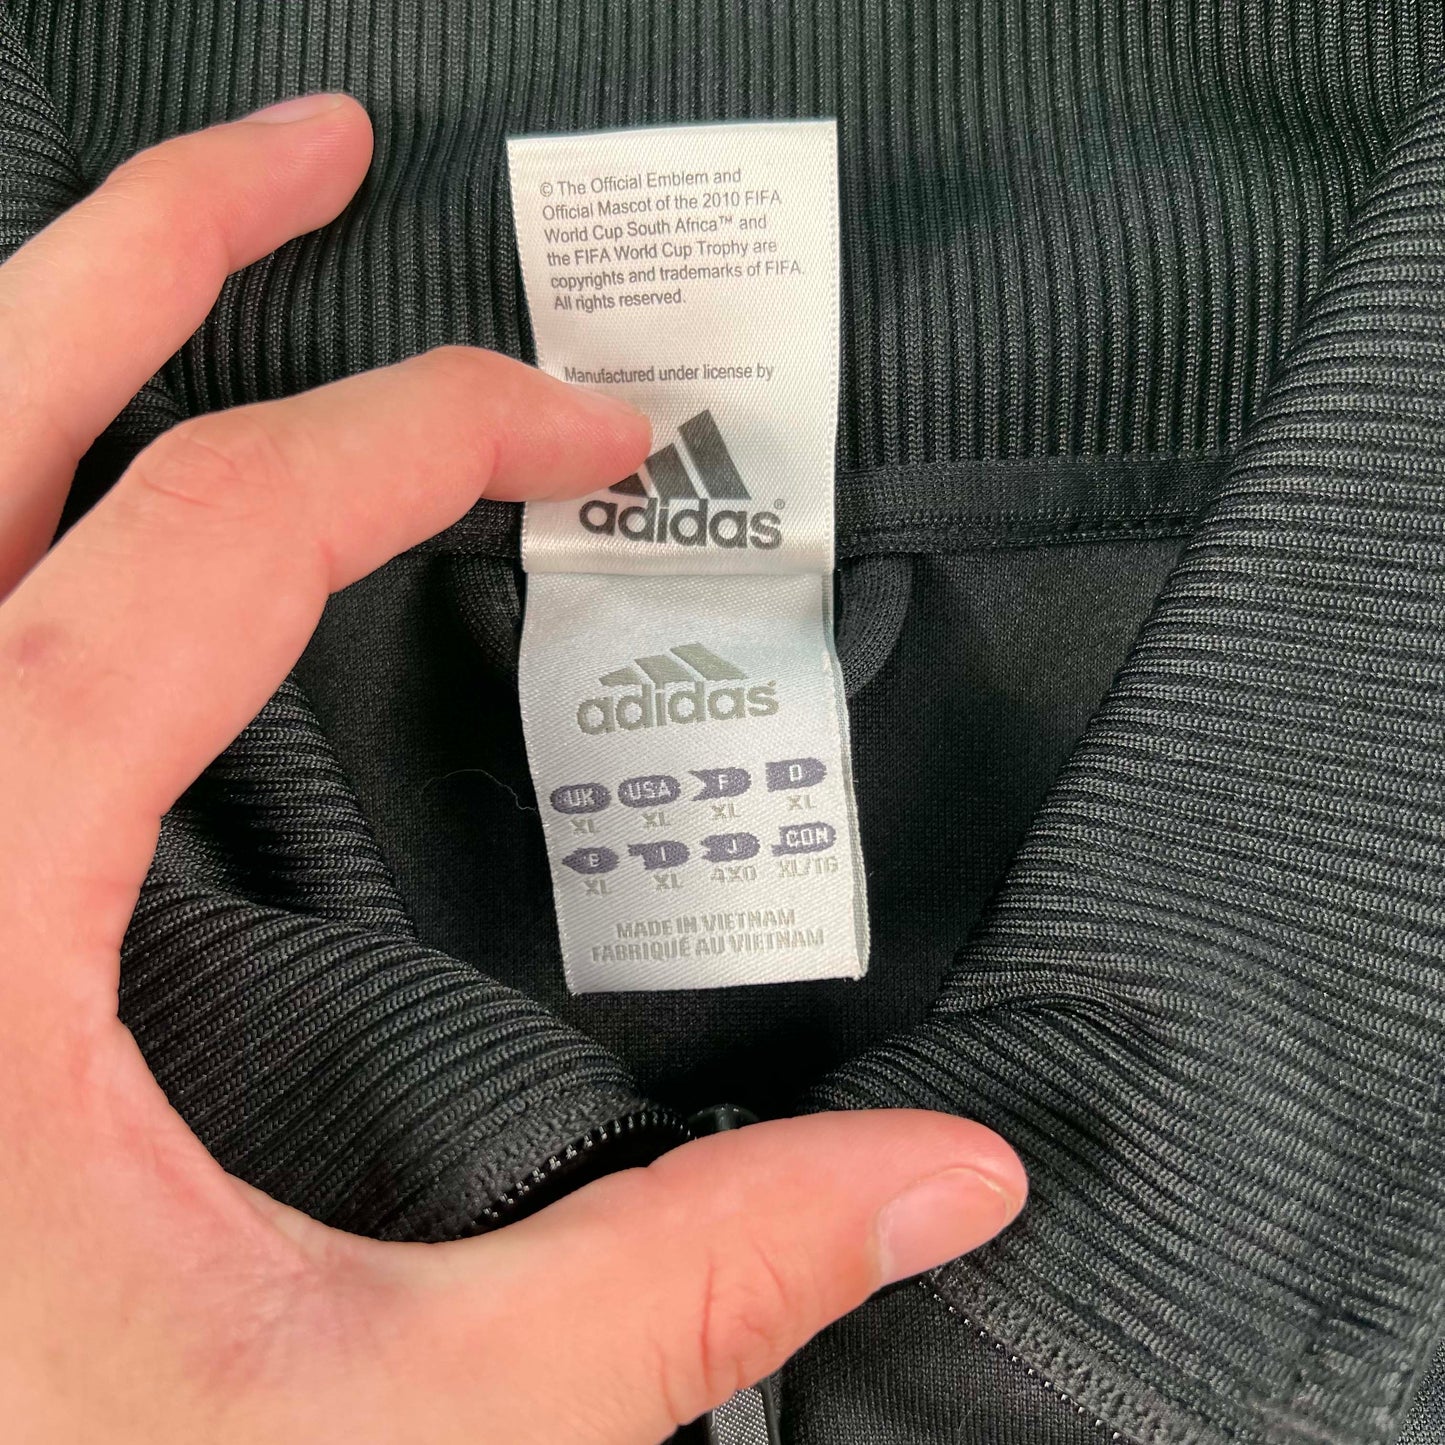 © The Official Emblem and
Official Mascot of the 2010 FIFA
World Cup South Africa™ and
the FIFA World Cup Trophy are
copyrights and trademarks of FIFA.
All rights reserved.
Manufactured under license by
adidas®
adidas
UK USA F D
XL XL XL XL
E I J CDN
XL XL 4XO XL/TG
MADE IN VIETNAM
FABRIQUÉ AU VIETNAM